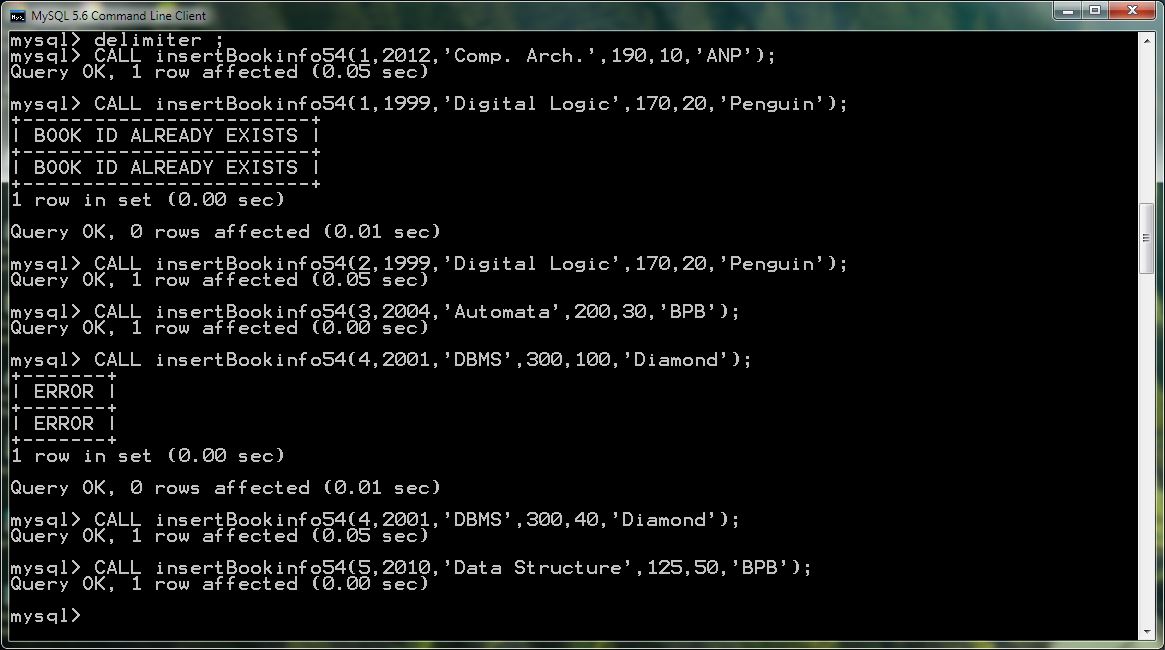 MySQL 5.6 Command Line Client
mysql> delimiter ;
mysql> CALL insertBookinfo54(1,2012,'Comp. Arch.',190,10,'ANP');
Query OK, 1 row affected (0.05 sec)
mysql> CALL insertBookinfo54(1,1999,'Digital Logic',170,20,'Penguin');
+------------------------+
| BOOK ID ALREADY EXISTS |
+------------------------+
| BOOK ID ALREADY EXISTS |
+------------------------+
1 row in set (0.00 sec)
Query OK, 0 rows affected (0.01 sec)
mysql> CALL insertBookinfo54(2,1999,'Digital Logic',170,20,'Penguin');
Query OK, 1 row affected (0.05 sec)
mysql> CALL insertBookinfo54(3,2004,'Automata',200,30,'BPB');
Query OK, 1 row affected (0.00 sec)
mysql> CALL insertBookinfo54(4,2001,'DBMS',300,100,'Diamond');
+-------+
| ERROR |
+-------+
| ERROR |
+-------+
1 row in set (0.00 sec)
Query OK, 0 rows affected (0.01 sec)
mysql> CALL insertBookinfo54(4,2001,'DBMS',300,40,'Diamond');
Query OK, 1 row affected (0.05 sec)
mysql> CALL insertBookinfo54(5,2010,'Data Structure',125,50,'BPB');
Query OK, 1 row affected (0.00 sec)
mysql>